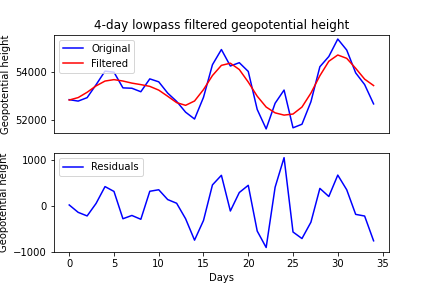 4-day lowpass filtered geopotential height
Geopotential height
54000
52000
Original
Filtered
Geopotential height
1000
0
−1000
Residuals
0 5 10 15 20 25 30 35
Days